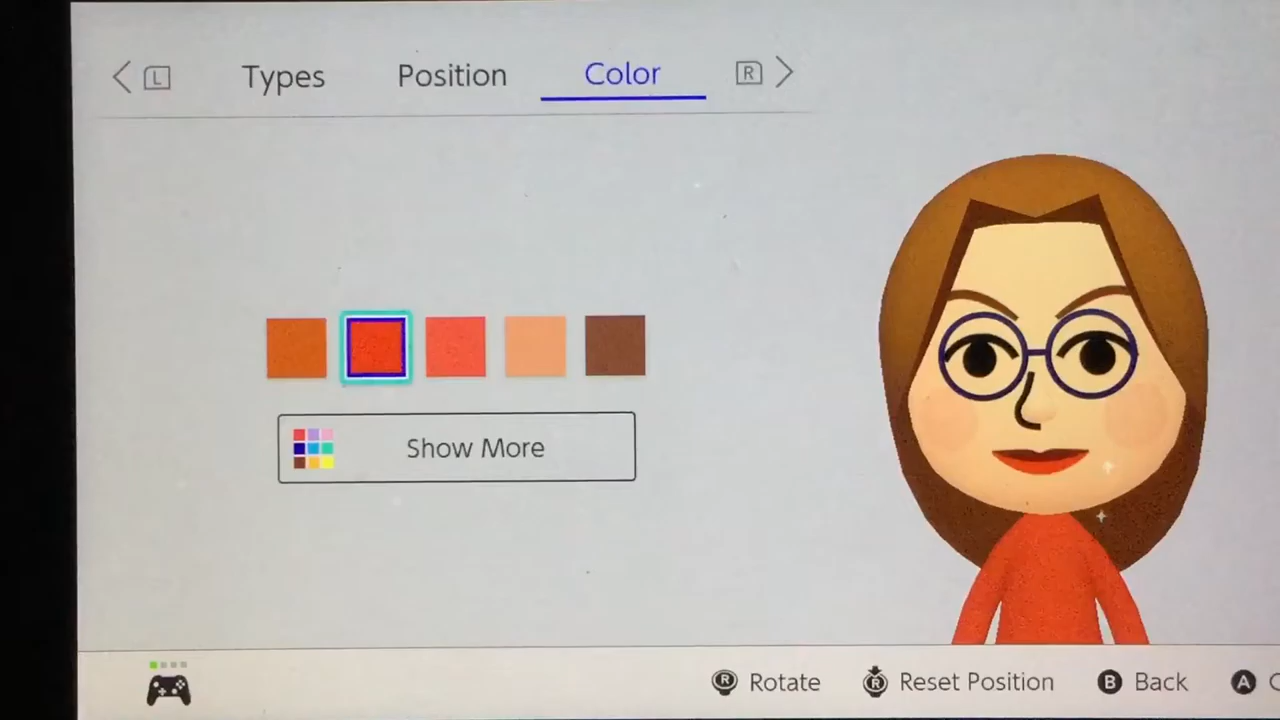 L Types Position Color R
Show More
R Rotate R Reset Position B Back A